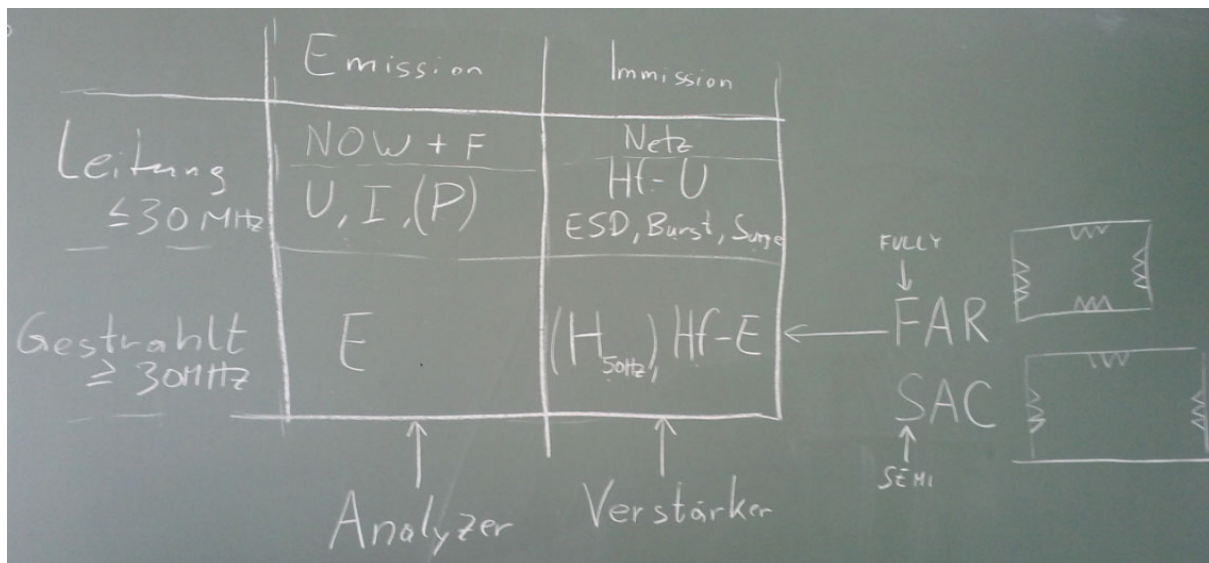 Emission Immission
Leitung
≤30 MHz
NOW + F
U, I, (P)
Netz
Hf-U
ESD, Burst, Surge
Gestrahlt
≥ 30MHz
E
(H50Hz), Hf-E
FULLY
FAR
SAC
SEMI
Analyzer
Verstärker